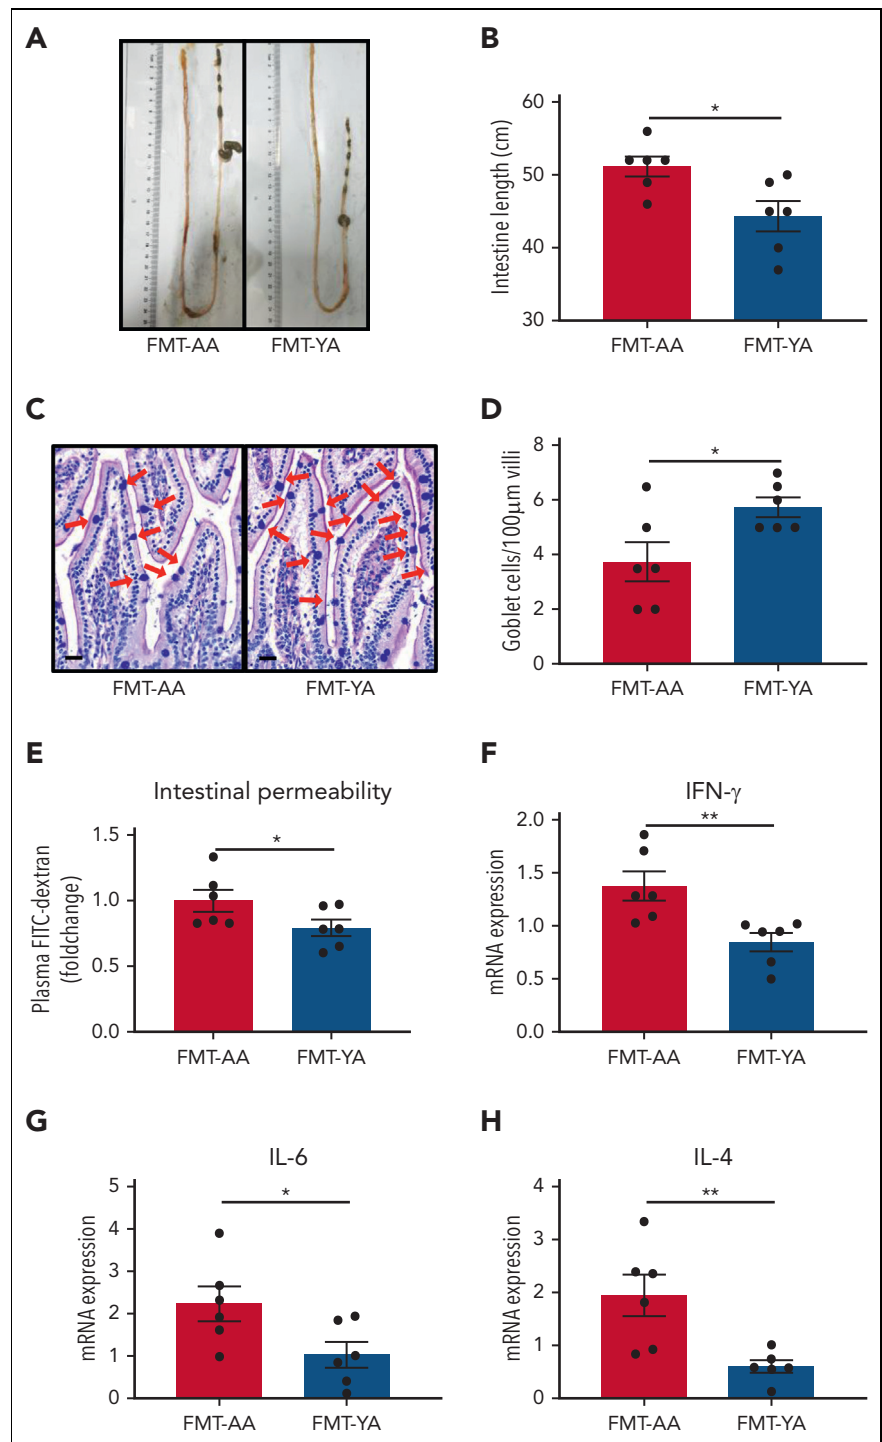 A
FMT-AA FMT-YA
B
Intestine length (cm)
60
50
40
30
*
FMT-AA FMT-YA
C
FMT-AA FMT-YA
D
Goblet cells/100μm villi
8
6
4
2
0
*
FMT-AA FMT-YA
E
Intestinal permeability
Plasma FITC-dextran
(foldchange)
1.5
1.0
0.5
0.0
*
FMT-AA FMT-YA
F
IFN-γ
mRNA expression
2.0
1.5
1.0
0.5
0.0
**
FMT-AA FMT-YA
G
IL-6
mRNA expression
5
4
3
2
1
0
*
FMT-AA FMT-YA
H
IL-4
mRNA expression
4
3
2
1
0
**
FMT-AA FMT-YA